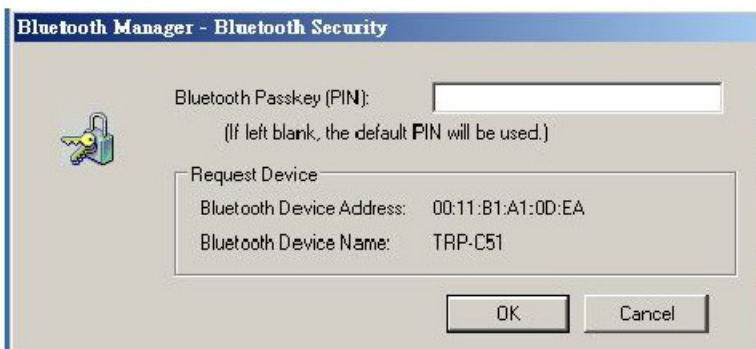 Bluetooth Manager - Bluetooth Security
Bluetooth Passkey (PIN):
(If left blank, the default PIN will be used.)
Request Device
Bluetooth Device Address: 00:11:B1:A1:0D:EA
Bluetooth Device Name: TRP-C51
OK Cancel